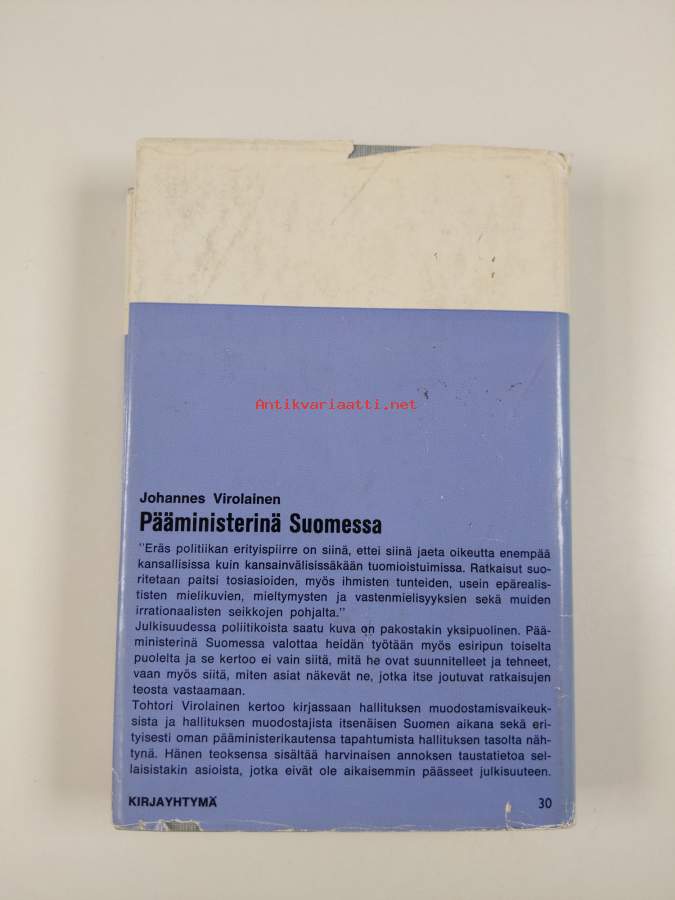 Antikvariaatti.net
Johannes Virolainen
Pääministerinä Suomessa
"Eräs politiikan erityispiirre on siinä, ettei siinä jaeta oikeutta enempää
kansallisissa kuin kansainvälisissäkään tuomioistuimissa. Ratkaisut suo-
ritetaan paitsi tosiasioiden, myös ihmisten tunteiden, usein epärealis-
tisten mielikuvien, mieltymysten ja vastenmielisyyksien sekä muiden
irrationaalisten seikkojen pohjalta."
Julkisuudessa poliitikoista saatu kuva on pakostakin yksipuolinen. Pää-
ministerinä Suomessa valottaa heidän työtään myös esiripun toiselta
puolelta ja se kertoo ei vain siitä, mitä he ovat suunnitelleet ja tehneet,
vaan myös siitä, miten asiat näkevät ne, jotka itse joutuvat ratkaisujen
teosta vastaamaan.
Tohtori Virolainen kertoo kirjassaan hallituksen muodostamisvaikeuk-
sista ja hallituksen muodostajista itsenäisen Suomen aikana sekä eri-
tyisesti oman pääministerikautensa tapahtumista hallituksen tasolta näh-
tynä. Hänen teoksensa sisältää harvinaisen annoksen taustatietoa sel-
laisistakin asioista, jotka eivät ole aikaisemmin päässeet julkisuuteen.
KIRJAYHTYMÄ 30